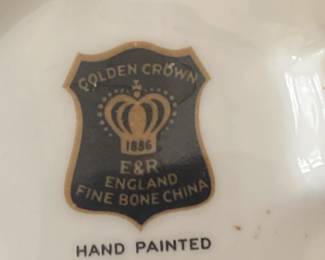 GOLDEN CROWN
1886
E&R
ENGLAND
FINE BONE CHINA
HAND PAINTED